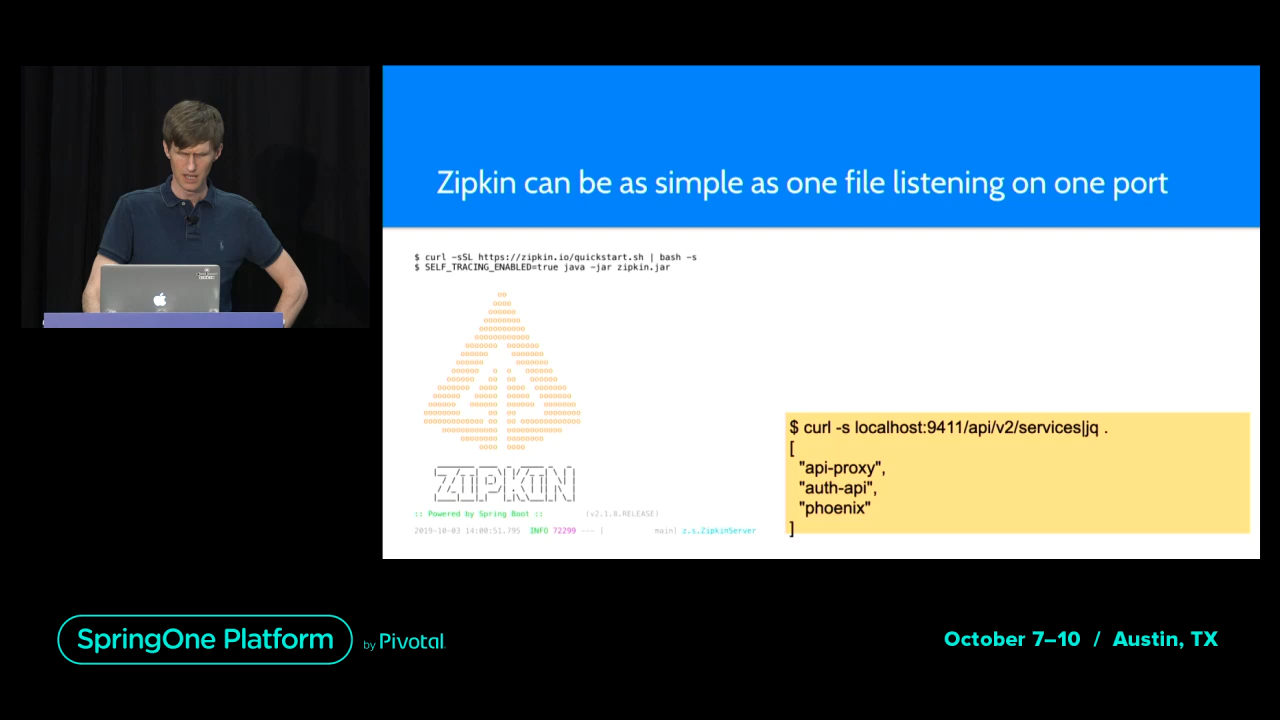 Zipkin can be as simple as one file listening on one port
$ curl -sSL https://zipkin.io/quickstart.sh | bash -s
$ SELF_TRACING_ENABLED=true java -jar zipkin.jar
ZIPKIN
:: Powered by Spring Boot :: (v2.1.8.RELEASE)
2019-10-03 14:00:51.795 INFO 72299 --- [ main] z.s.ZipkinServer
$ curl -s localhost:9411/api/v2/services|jq .
[
"api-proxy",
"auth-api",
"phoenix"
]
SpringOne Platform by Pivotal.
October 7–10 / Austin, TX